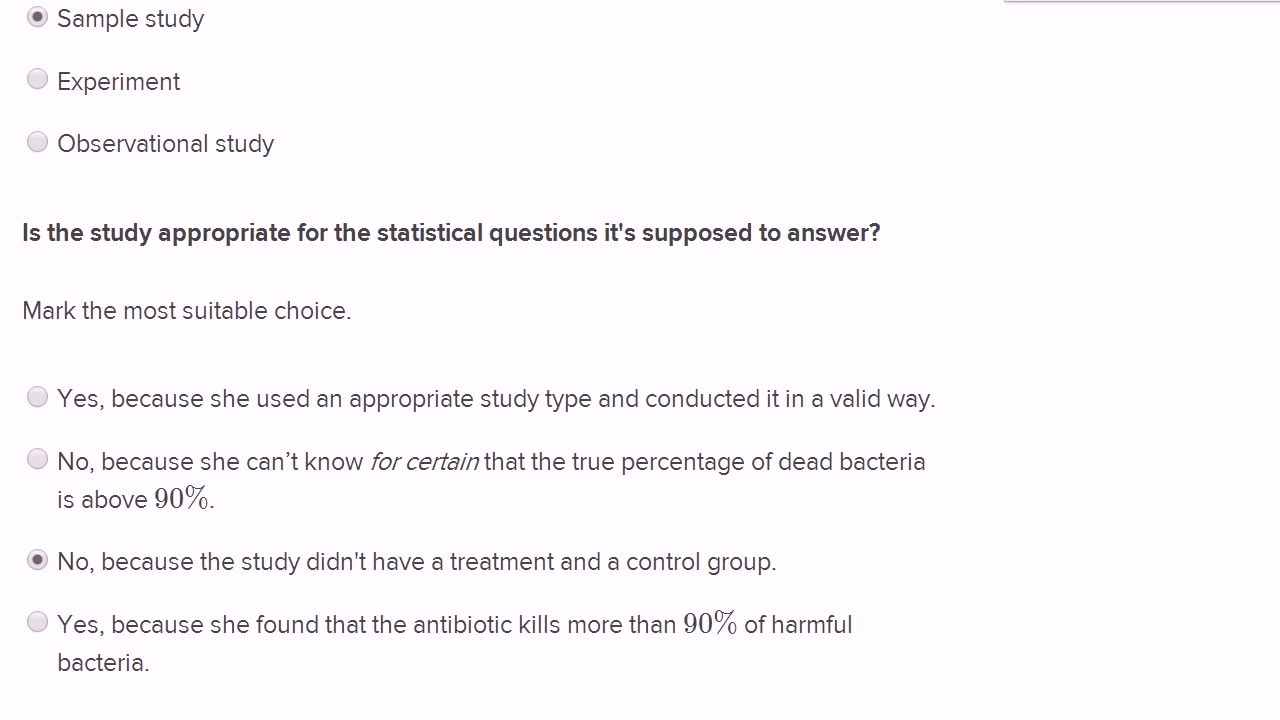 Sample study
Experiment
Observational study
Is the study appropriate for the statistical questions it's supposed to answer?
Mark the most suitable choice.
Yes, because she used an appropriate study type and conducted it in a valid way.
No, because she can’t know for certain that the true percentage of dead bacteria
is above 90%.
No, because the study didn't have a treatment and a control group.
Yes, because she found that the antibiotic kills more than 90% of harmful
bacteria.